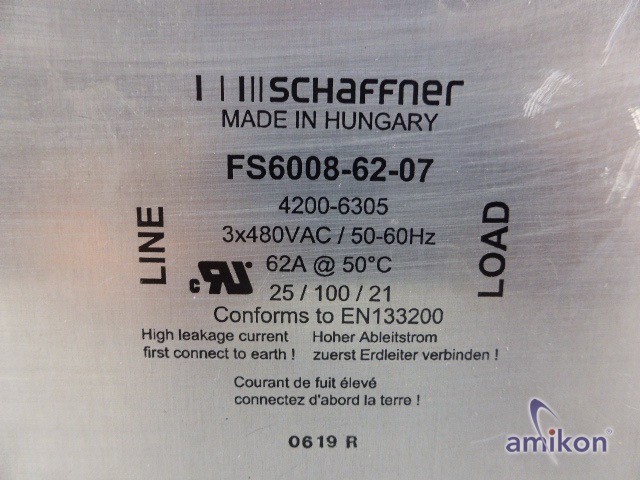 SCHAFFNER
MADE IN HUNGARY
FS6008-62-07
4200-6305
3x480VAC / 50-60Hz
62A @ 50°C
25 / 100 / 21
Conforms to EN133200
LINE
LOAD
c RU
High leakage current
first connect to earth !
Hoher Ableitstrom
zuerst Erdleiter verbinden !
Courant de fuit élevé
connectez d'abord la terre !
0619 R
amikon